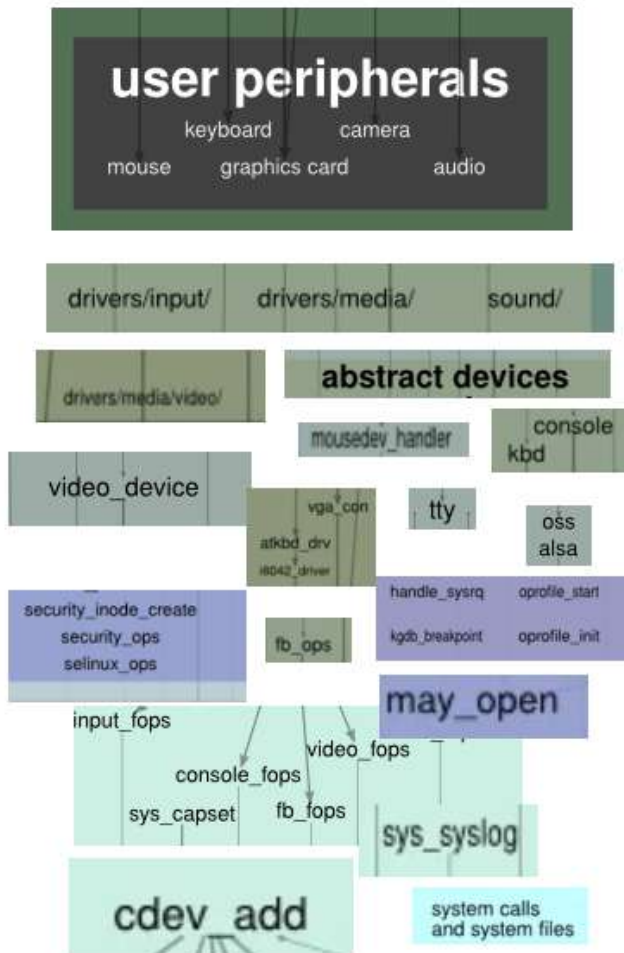 user peripherals
keyboard camera
mouse graphics card audio
drivers/input/ drivers/media/ sound/
drivers/media/video/
abstract devices
mousedev_handler
console
kbd
video_device
vga_con
atkbd_drv
i8042_driver
tty
oss
alsa
security_inode_create
security_ops
selinux_ops
fb_ops
handle_sysrq oprofile_start
kgdb_breakpoint oprofile_init
may_open
input_fops
video_fops
console_fops
sys_capset fb_fops
sys_syslog
cdev_add
system calls
and system files